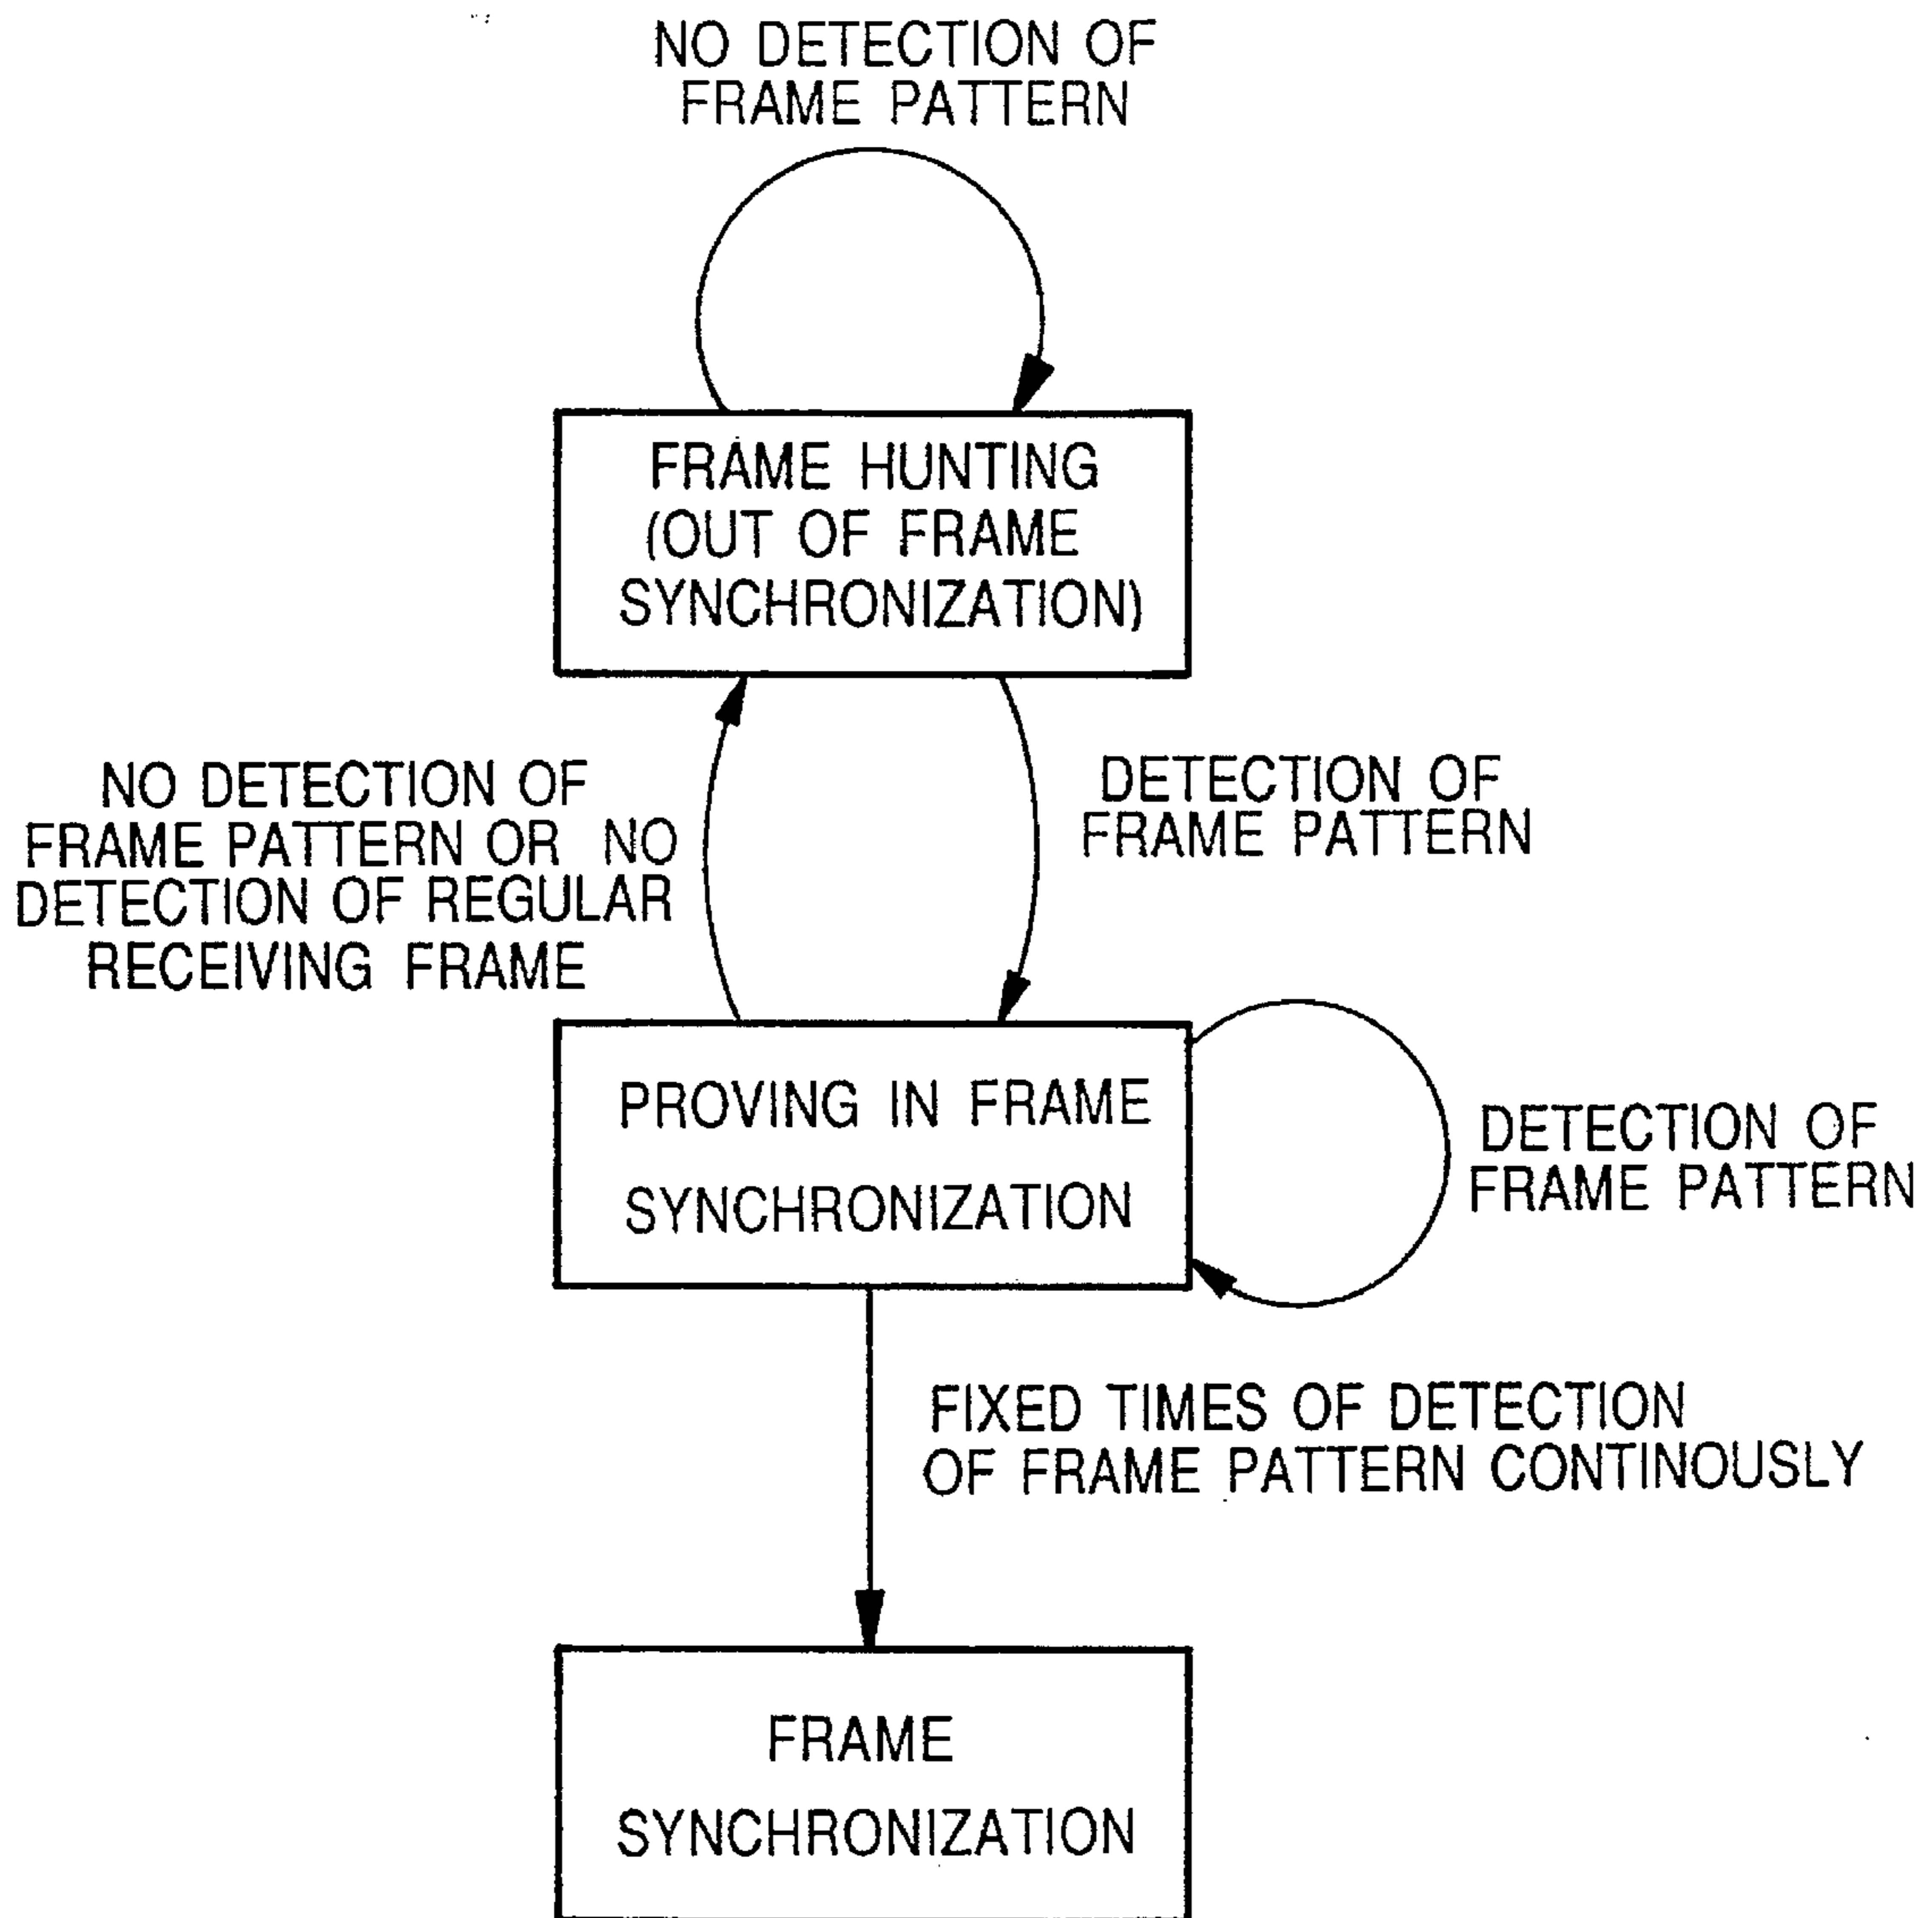 NO DETECTION OF
FRAME PATTERN
FRAME HUNTING
(OUT OF FRAME
SYNCHRONIZATION)
NO DETECTION OF
FRAME PATTERN OR NO
DETECTION OF REGULAR
RECEIVING FRAME
DETECTION OF
FRAME PATTERN
PROVING IN FRAME
SYNCHRONIZATION
DETECTION OF
FRAME PATTERN
FIXED TIMES OF DETECTION
OF FRAME PATTERN CONTINOUSLY
FRAME
SYNCHRONIZATION